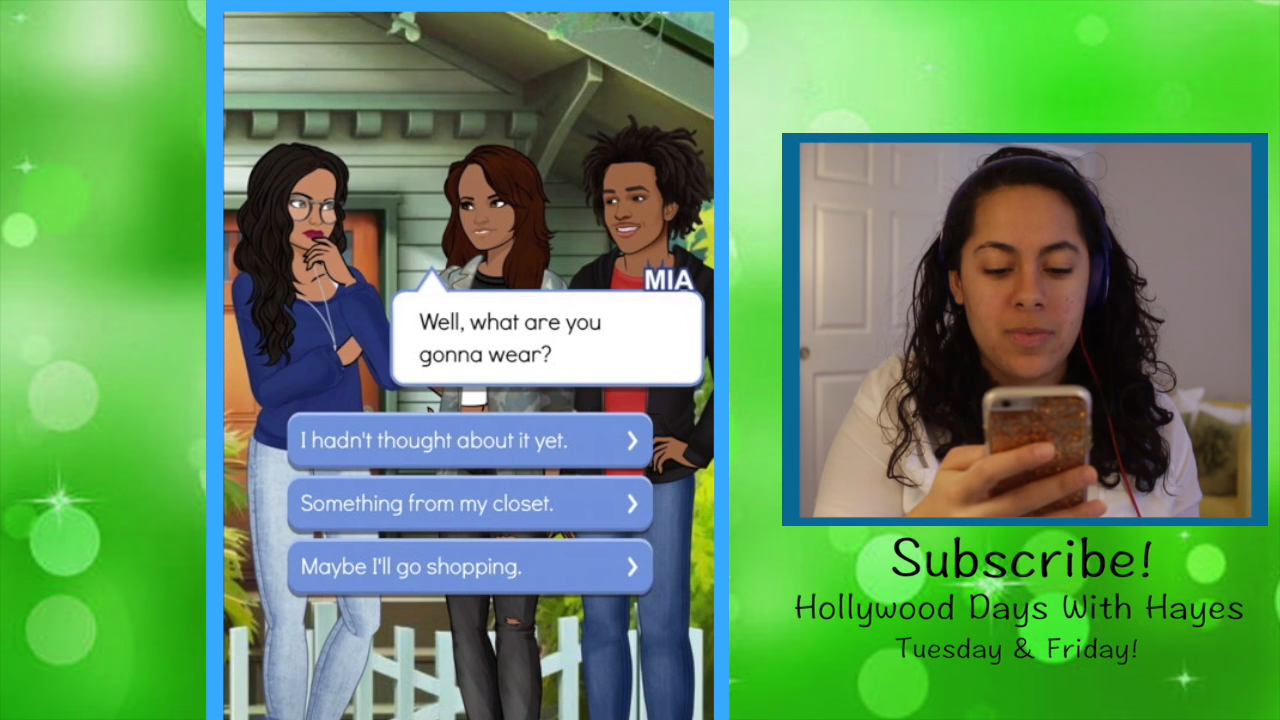 MIA
Well, what are you
gonna wear?
I hadn't thought about it yet.
Something from my closet.
Maybe I'll go shopping.
Subscribe!
Hollywood Days With Hayes
Tuesday & Friday!